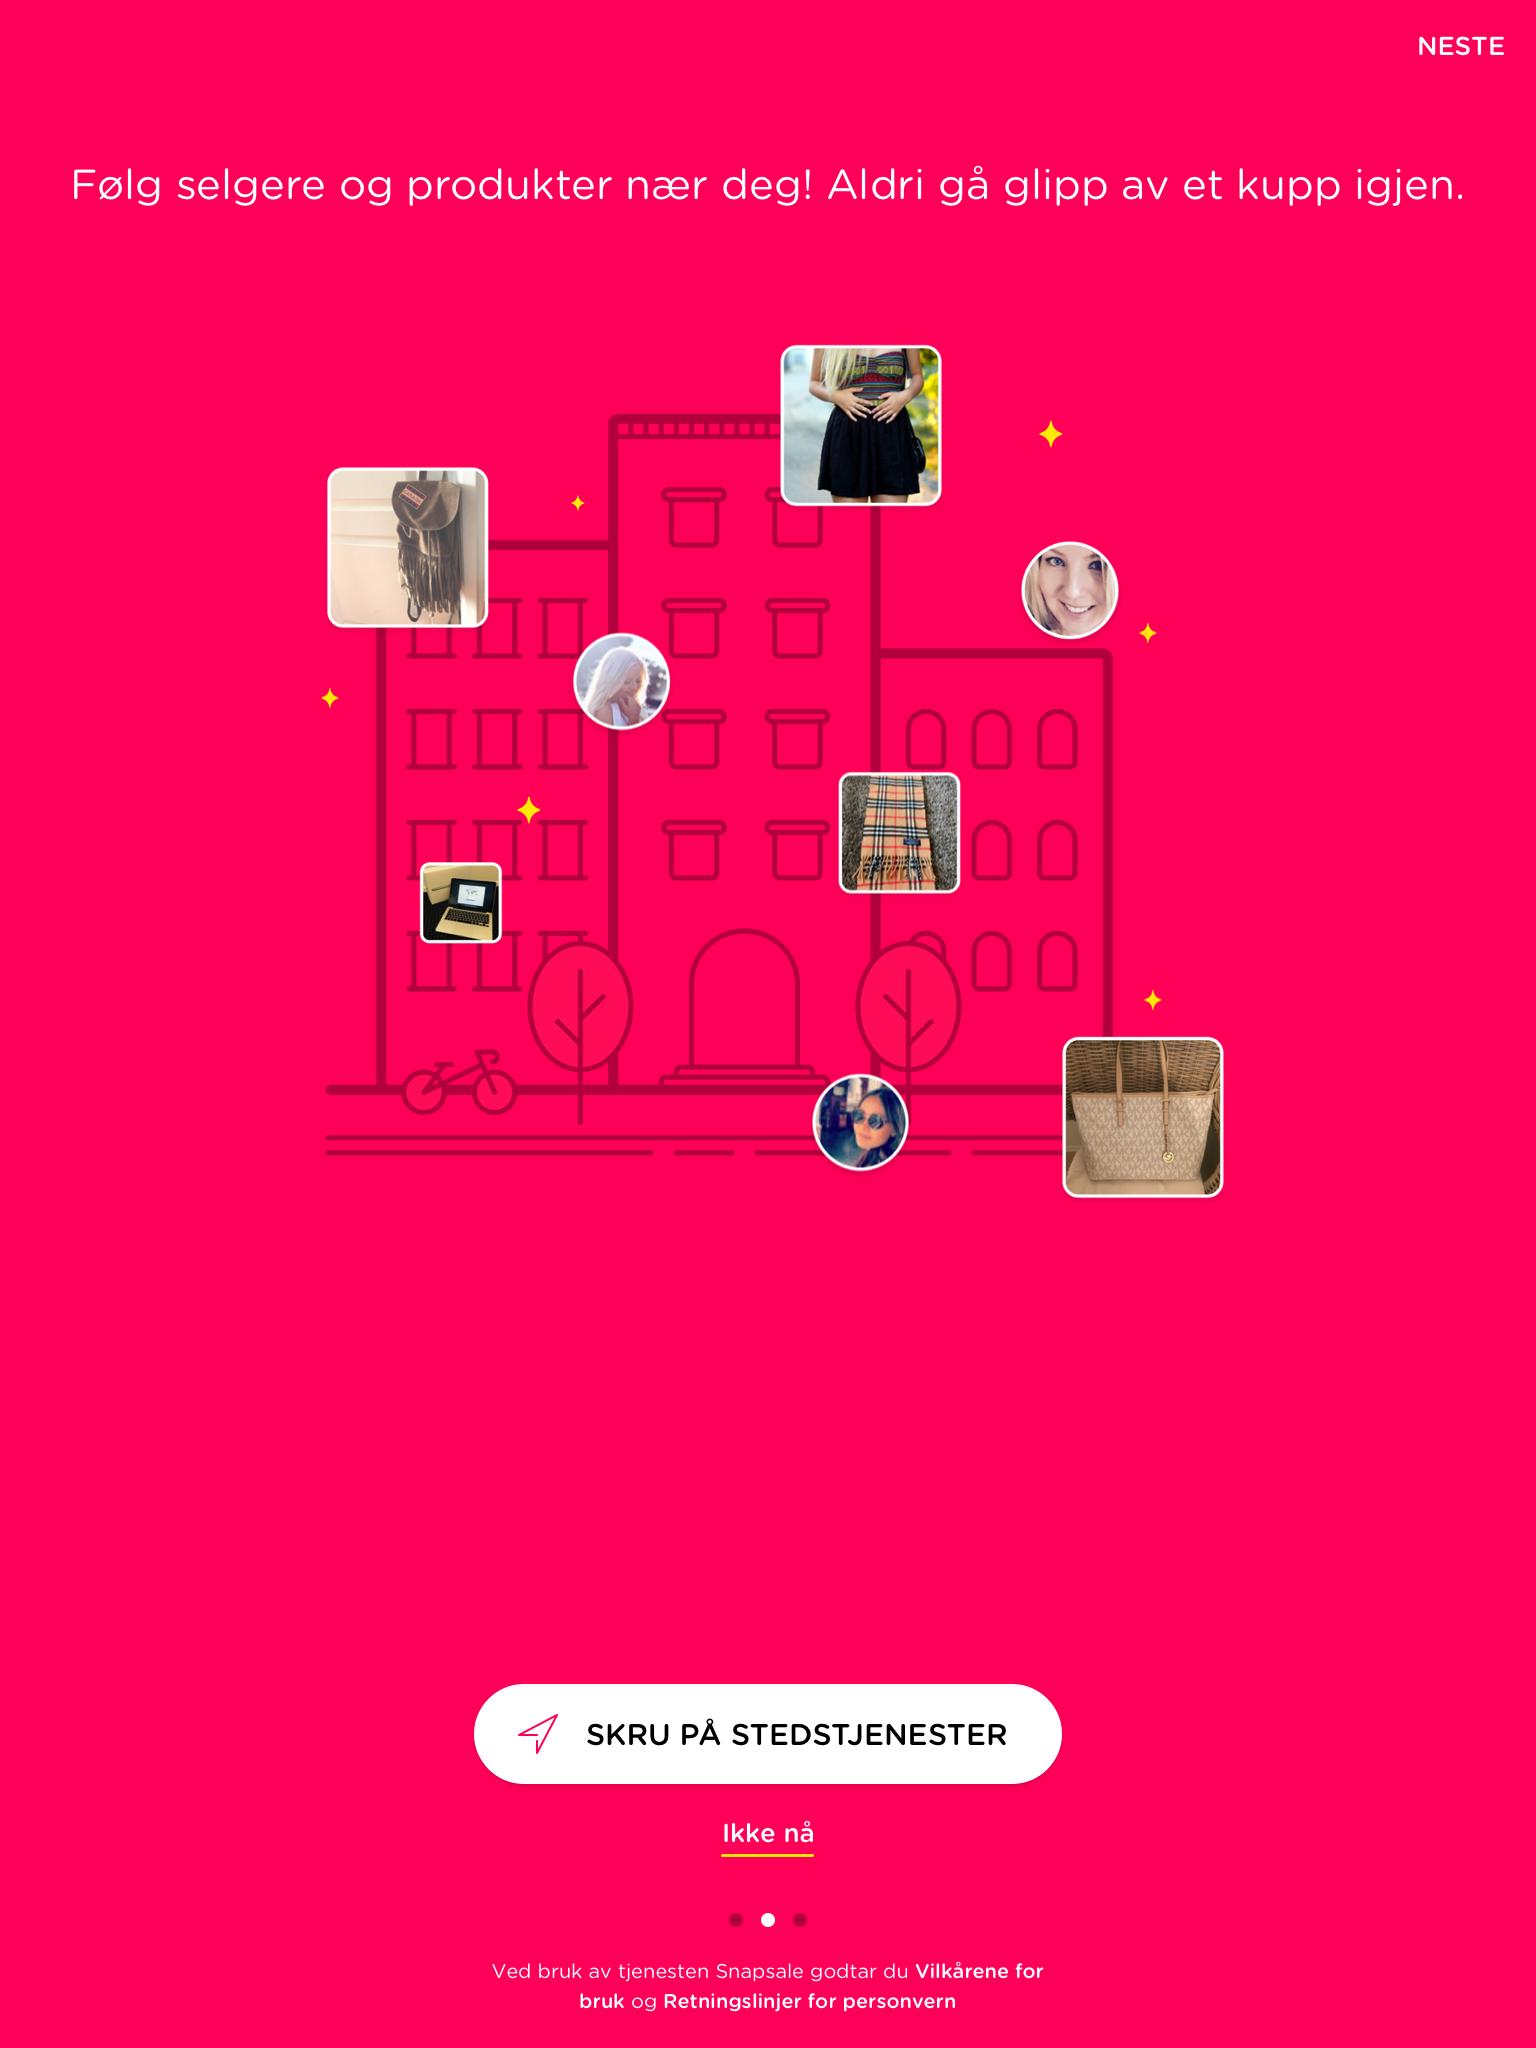 NESTE
Følg selgere og produkter nær deg! Aldri gå glipp av et kupp igjen.
SKRU PÅ STEDSTJENESTER
Ikke nå
Ved bruk av tjenesten Snapsale godtar du Vilkårene for
bruk og Retningslinjer for personvern